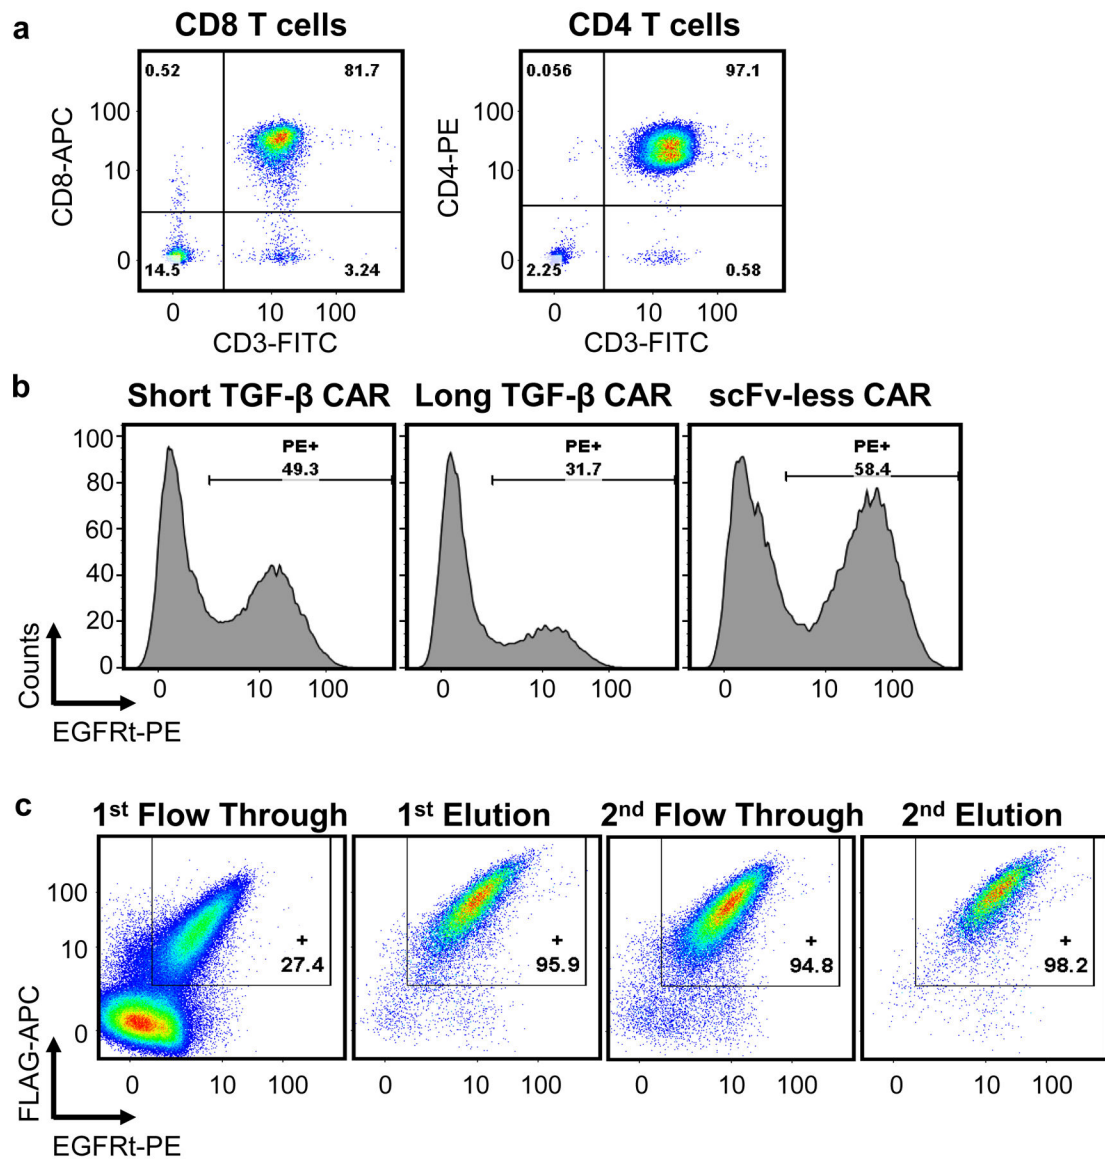 a
CD8 T cells
CD4 T cells
0.52
81.7
0.056
97.1
100
10
0
CD8-APC
100
10
0
CD4-PE
14.5
3.24
2.25
0.58
0
10
100
0
10
100
CD3-FITC
CD3-FITC
b
Short TGF-β CAR
Long TGF-β CAR
scFv-less CAR
100
80
60
40
20
0
PE+
49.3
PE+
31.7
PE+
58.4
Counts
0
10
100
0
10
100
0
10
100
EGFRt-PE
c
1st Flow Through
1st Elution
2nd Flow Through
2nd Elution
100
10
0
+
27.4
+
95.9
+
94.8
+
98.2
FLAG-APC
0
10
100
0
10
100
0
10
100
0
10
100
EGFRt-PE